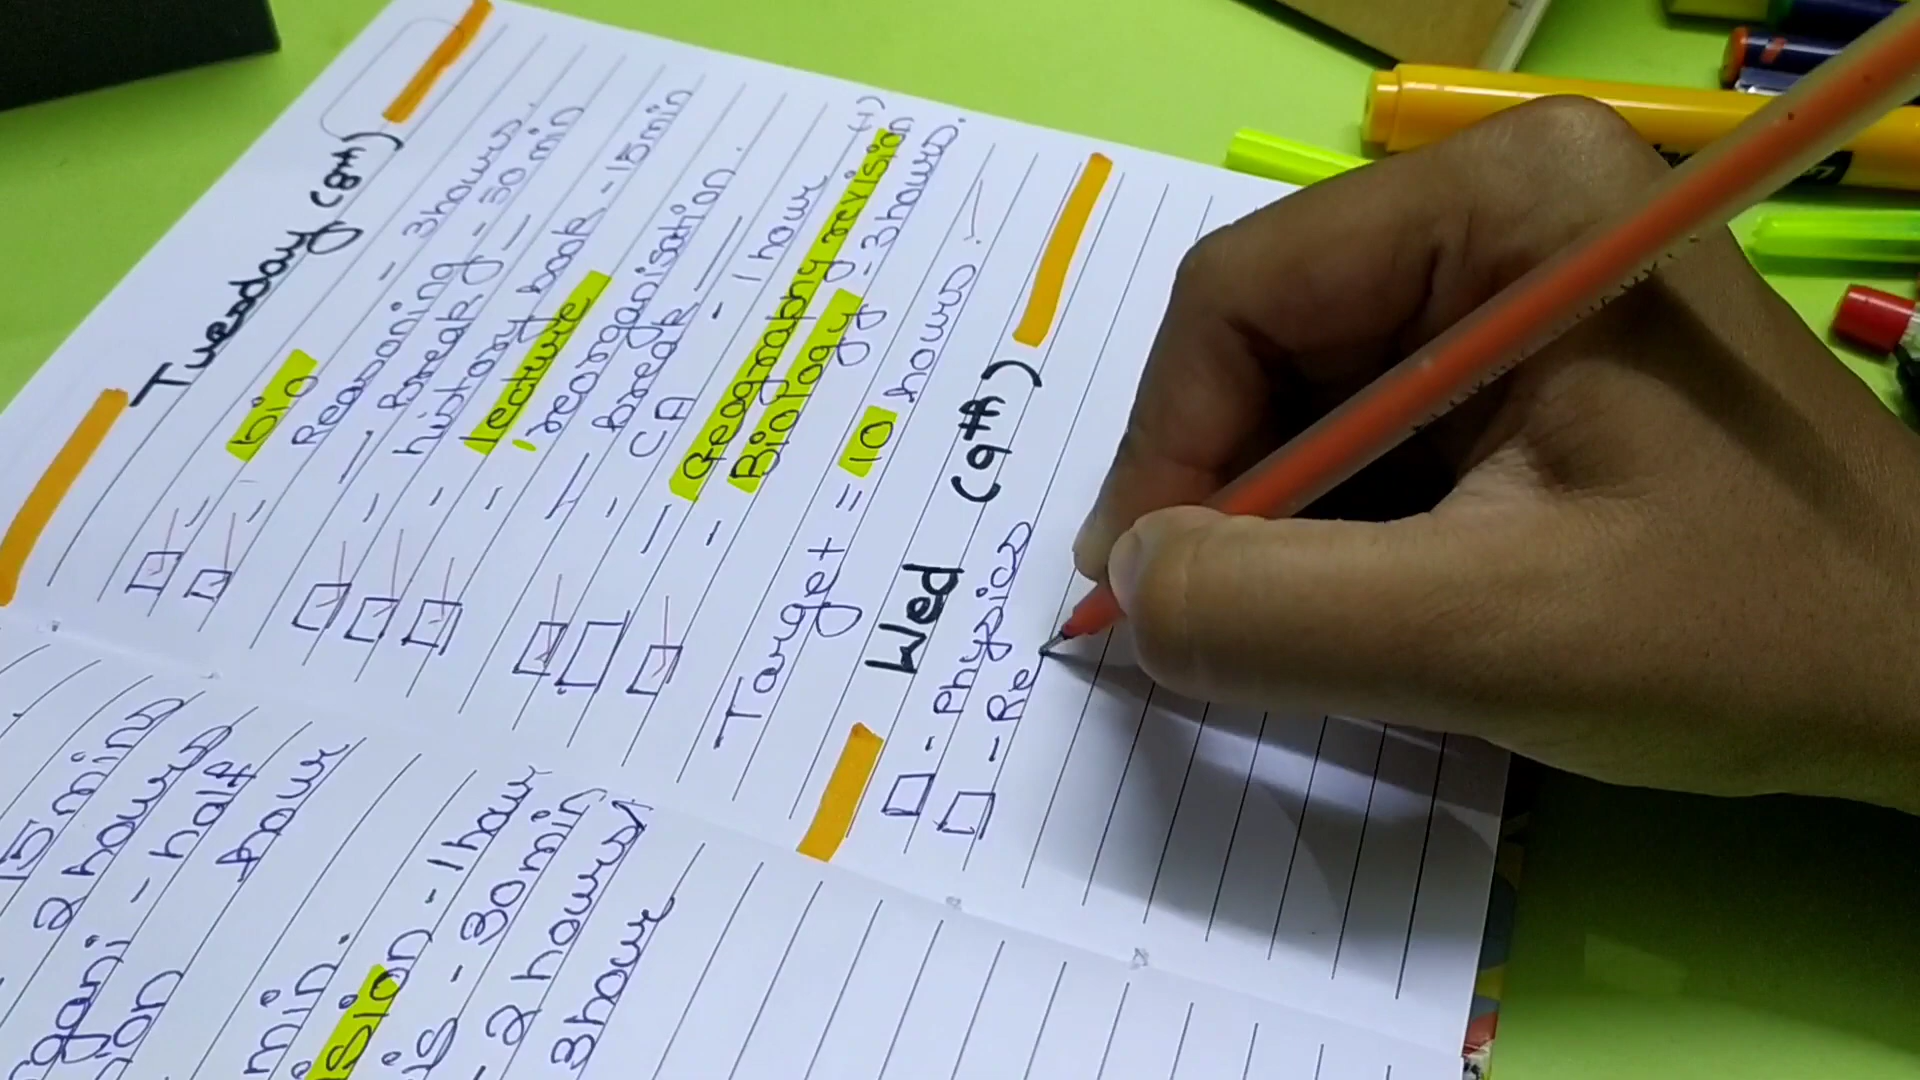 Tuesday (8th)
- bio
- Reasoning - 3 hours.
- break -
- history book - 15 min
- lecture
- reorganisation.
- break
- CA - 1 hour
- Geography revision (1)
- Biology - 3 hours.
Target = 10 hours
Wed (9th)
- Physics
- Re
15 mins
2 hours
- half
hour
min.
- 1 hour
- 30 min
- 2 hours
3 hour